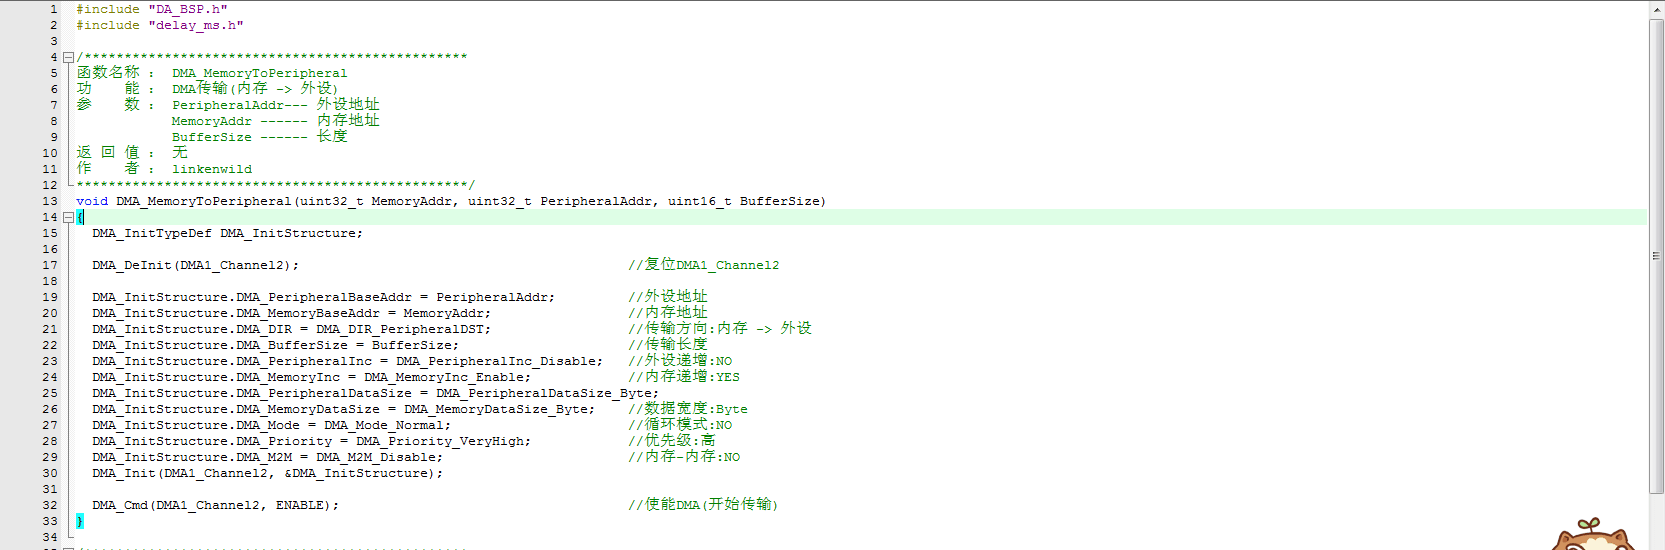 1 #include "DA_BSP.h"
2 #include "delay_ms.h"
3
4 /************************************************
5 函数名称 : DMA_MemoryToPeripheral
6 功    能 : DMA传输(内存 -> 外设)
7 参    数 : PeripheralAddr--- 外设地址
8            MemoryAddr ------ 内存地址
9            BufferSize ------ 长度
10 返 回 值 : 无
11 作    者 : linkenwild
12 *************************************************/
13 void DMA_MemoryToPeripheral(uint32_t MemoryAddr, uint32_t PeripheralAddr, uint16_t BufferSize)
14 {
15   DMA_InitTypeDef DMA_InitStructure;
16
17   DMA_DeInit(DMA1_Channel2);                                         //复位DMA1_Channel2
18
19   DMA_InitStructure.DMA_PeripheralBaseAddr = PeripheralAddr;         //外设地址
20   DMA_InitStructure.DMA_MemoryBaseAddr = MemoryAddr;                 //内存地址
21   DMA_InitStructure.DMA_DIR = DMA_DIR_PeripheralDST;                 //传输方向:内存 -> 外设
22   DMA_InitStructure.DMA_BufferSize = BufferSize;                     //传输长度
23   DMA_InitStructure.DMA_PeripheralInc = DMA_PeripheralInc_Disable;   //外设递增:NO
24   DMA_InitStructure.DMA_MemoryInc = DMA_MemoryInc_Enable;            //内存递增:YES
25   DMA_InitStructure.DMA_PeripheralDataSize = DMA_PeripheralDataSize_Byte;
26   DMA_InitStructure.DMA_MemoryDataSize = DMA_MemoryDataSize_Byte;    //数据宽度:Byte
27   DMA_InitStructure.DMA_Mode = DMA_Mode_Normal;                      //循环模式:NO
28   DMA_InitStructure.DMA_Priority = DMA_Priority_VeryHigh;            //优先级:高
29   DMA_InitStructure.DMA_M2M = DMA_M2M_Disable;                       //内存-内存:NO
30   DMA_Init(DMA1_Channel2, &DMA_InitStructure);
31
32   DMA_Cmd(DMA1_Channel2, ENABLE);                                    //使能DMA(开始传输)
33 }
34